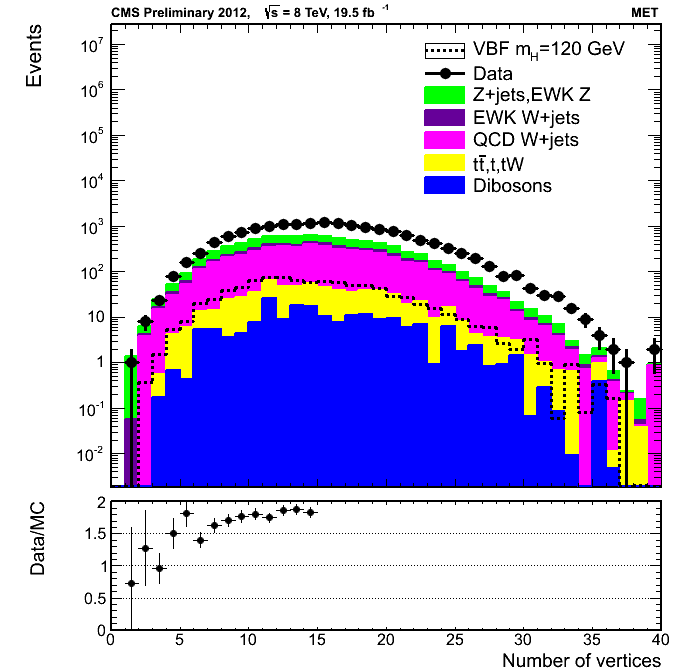 CMS Preliminary 2012, √s = 8 TeV, 19.5 fb⁻¹ MET
Events
10⁷
10⁶
10⁵
10⁴
10³
10²
10
1
10⁻¹
10⁻²
VBF m_H=120 GeV
Data
Z+jets,EWK Z
EWK W+jets
QCD W+jets
tt̄,t,tW
Dibosons
Data/MC
2
1.5
1
0.5
0
0 5 10 15 20 25 30 35 40
Number of vertices